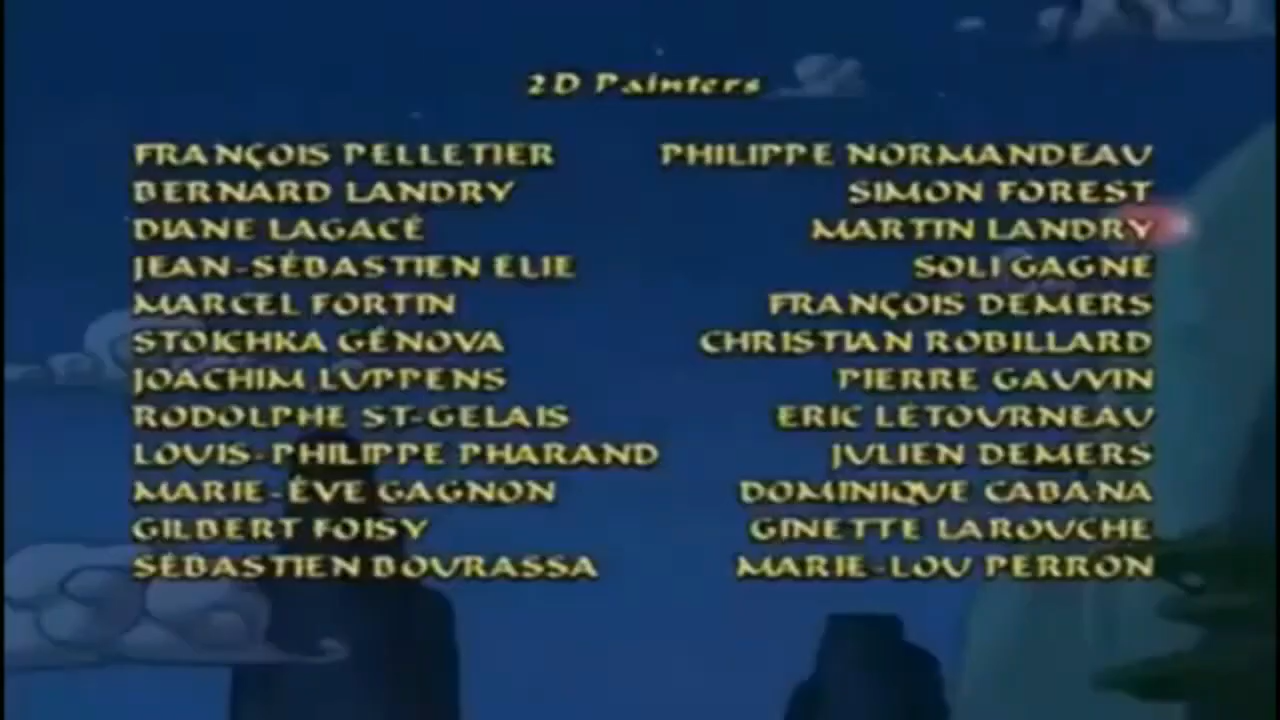 2D Painters
FRANÇOIS PELLETIER PHILIPPE NORMANDEAU
BERNARD LANDRY SIMON FOREST
DIANE LAGACÉ MARTIN LANDRY
JEAN-SÉBASTIEN ÉLIE SOLI GAGNÉ
MARCEL FORTIN FRANÇOIS DEMERS
STOICHKA GÉNOVA CHRISTIAN ROBILLARD
JOACHIM LUPPENS PIERRE GAUVIN
RODOLPHE ST-GELAIS ERIC LÉTOURNEAU
LOUIS-PHILIPPE PHARAND JULIEN DEMERS
MARIE-ÈVE GAGNON DOMINIQUE CABANA
GILBERT FOISY GINETTE LAROUCHE
SÉBASTIEN BOURASSA MARIE-LOU PERRON